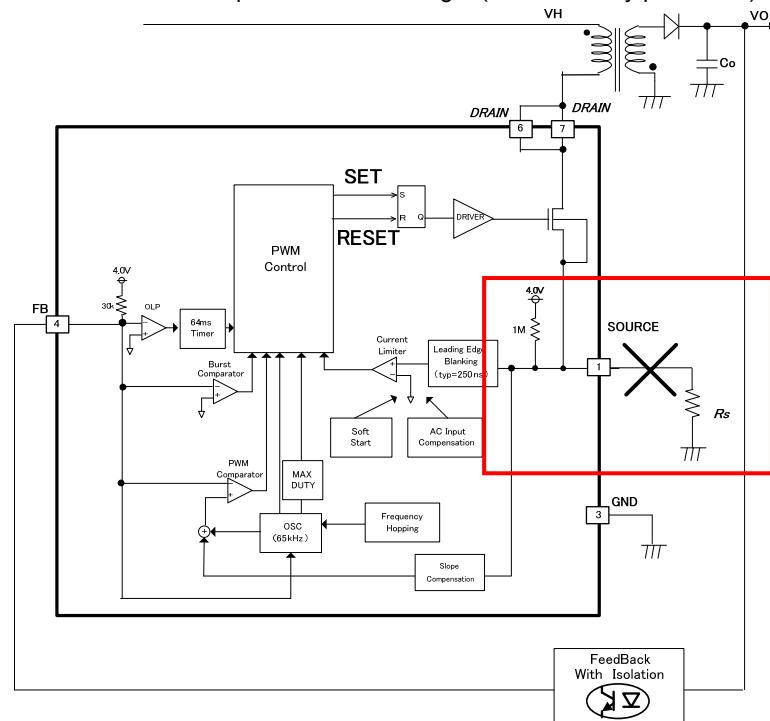 VH
VO
Co
DRAIN
DRAIN
6
7
SET
S
R
Q
DRIVER
RESET
PWM
Control
4.0V
30k
OLP
FB
4
64ms
Timer
4.0V
1M
SOURCE
1
Rs
Current
Limiter
Leading Edge
Blanking
(typ=250ns)
Burst
Comparator
Soft
Start
AC Input
Compensation
PWM
Comparator
MAX
DUTY
OSC
(65kHz)
Frequency
Hopping
GND
3
Slope
Compensation
FeedBack
With Isolation